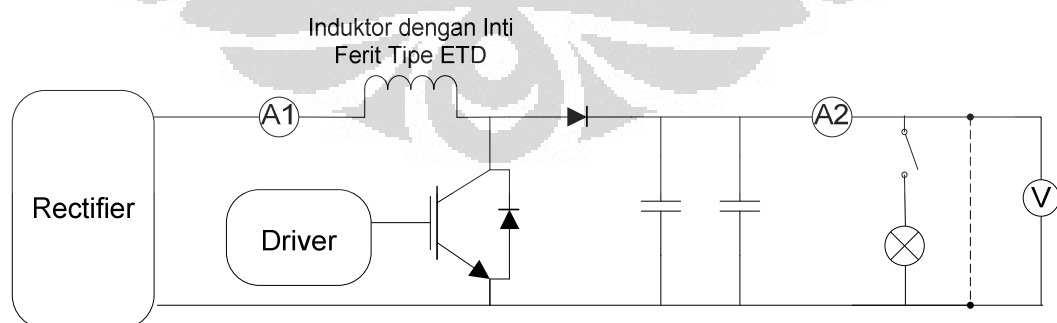 Induktor dengan Inti
Ferit Tipe ETD
A1
A2
Rectifier
Driver
V